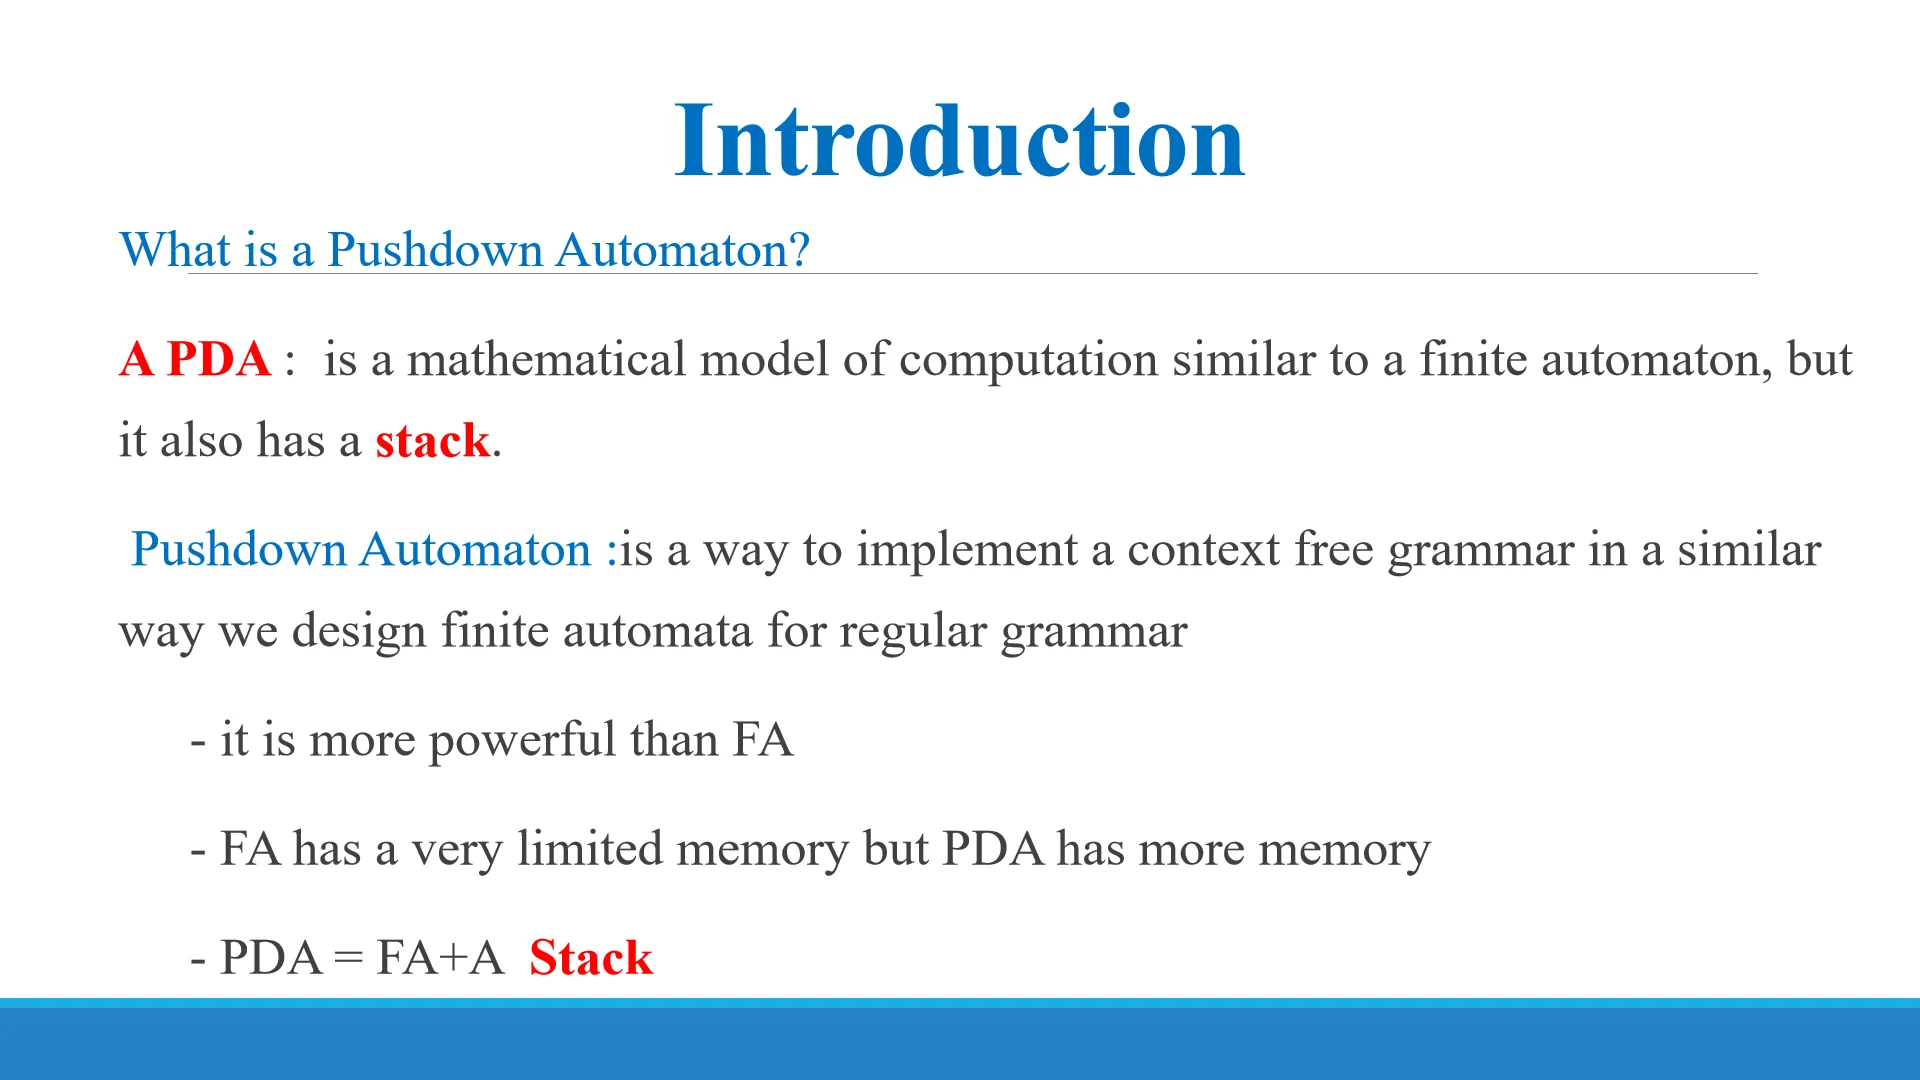 Introduction
What is a Pushdown Automaton?
A PDA :  is a mathematical model of computation similar to a finite automaton, but
it also has a stack.
Pushdown Automaton :is a way to implement a context free grammar in a similar
way we design finite automata for regular grammar
- it is more powerful than FA
- FA has a very limited memory but PDA has more memory
- PDA = FA+A  Stack